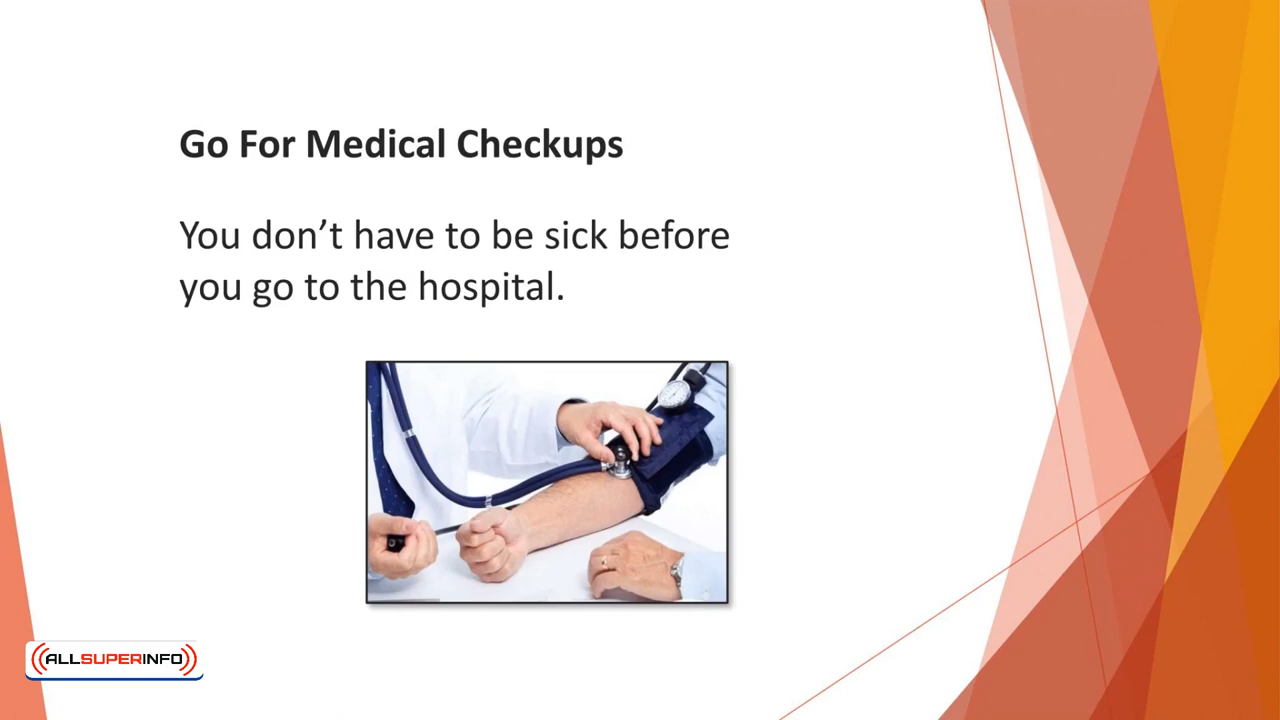 Go For Medical Checkups
You don’t have to be sick before
you go to the hospital.
ALLSUPERINFO